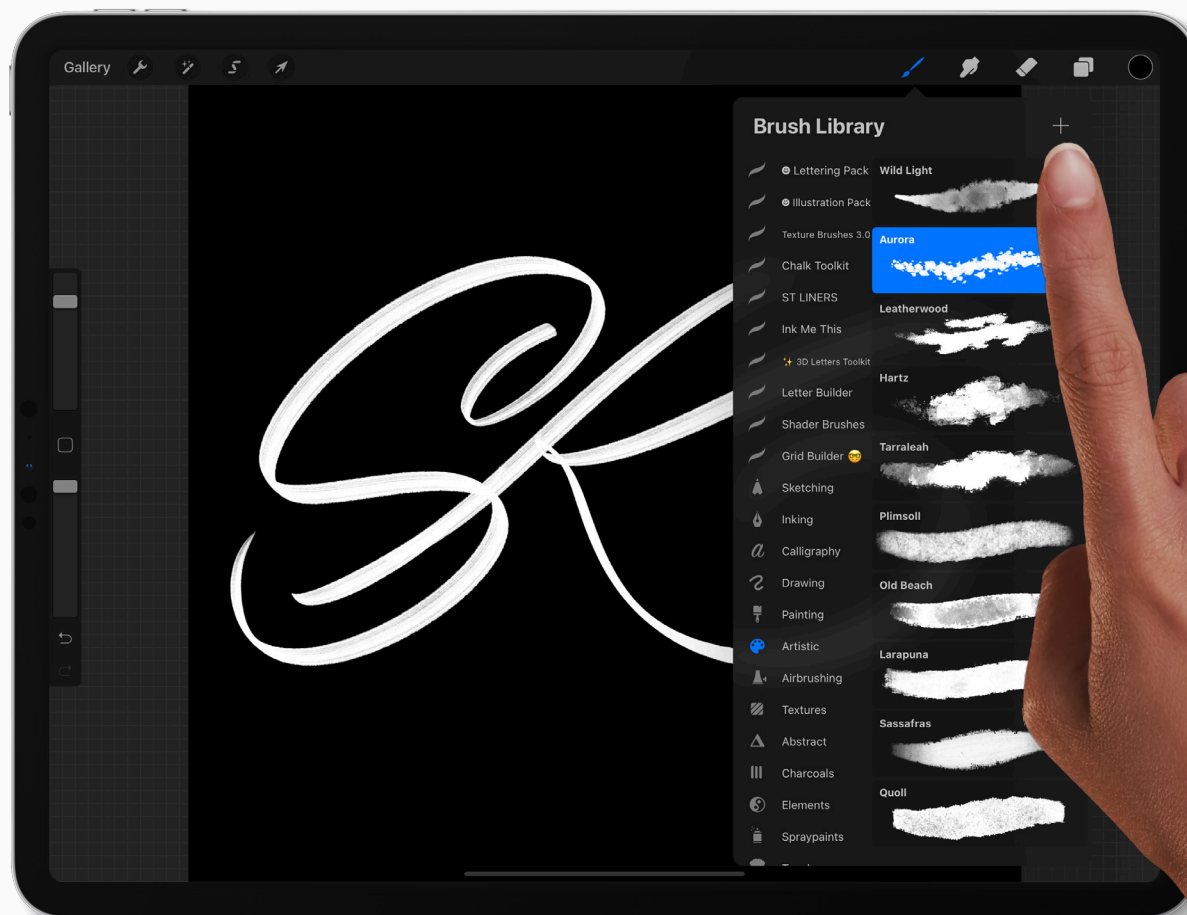 Gallery
Brush Library
Lettering Pack
Illustration Pack
Texture Brushes 3.0
Chalk Toolkit
ST LINERS
Ink Me This
✨ 3D Letters Toolkit
Letter Builder
Shader Brushes
Grid Builder 🤓
Sketching
Inking
Calligraphy
Drawing
Painting
Artistic
Airbrushing
Textures
Abstract
Charcoals
Elements
Spraypaints
Wild Light
Aurora
Leatherwood
Hartz
Tarraleah
Plimsoll
Old Beach
Larapuna
Sassafras
Quoll
SK